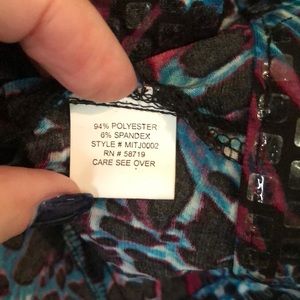 94% POLYESTER
6% SPANDEX
STYLE # MITJ0002
RN # 58719
CARE SEE OVER